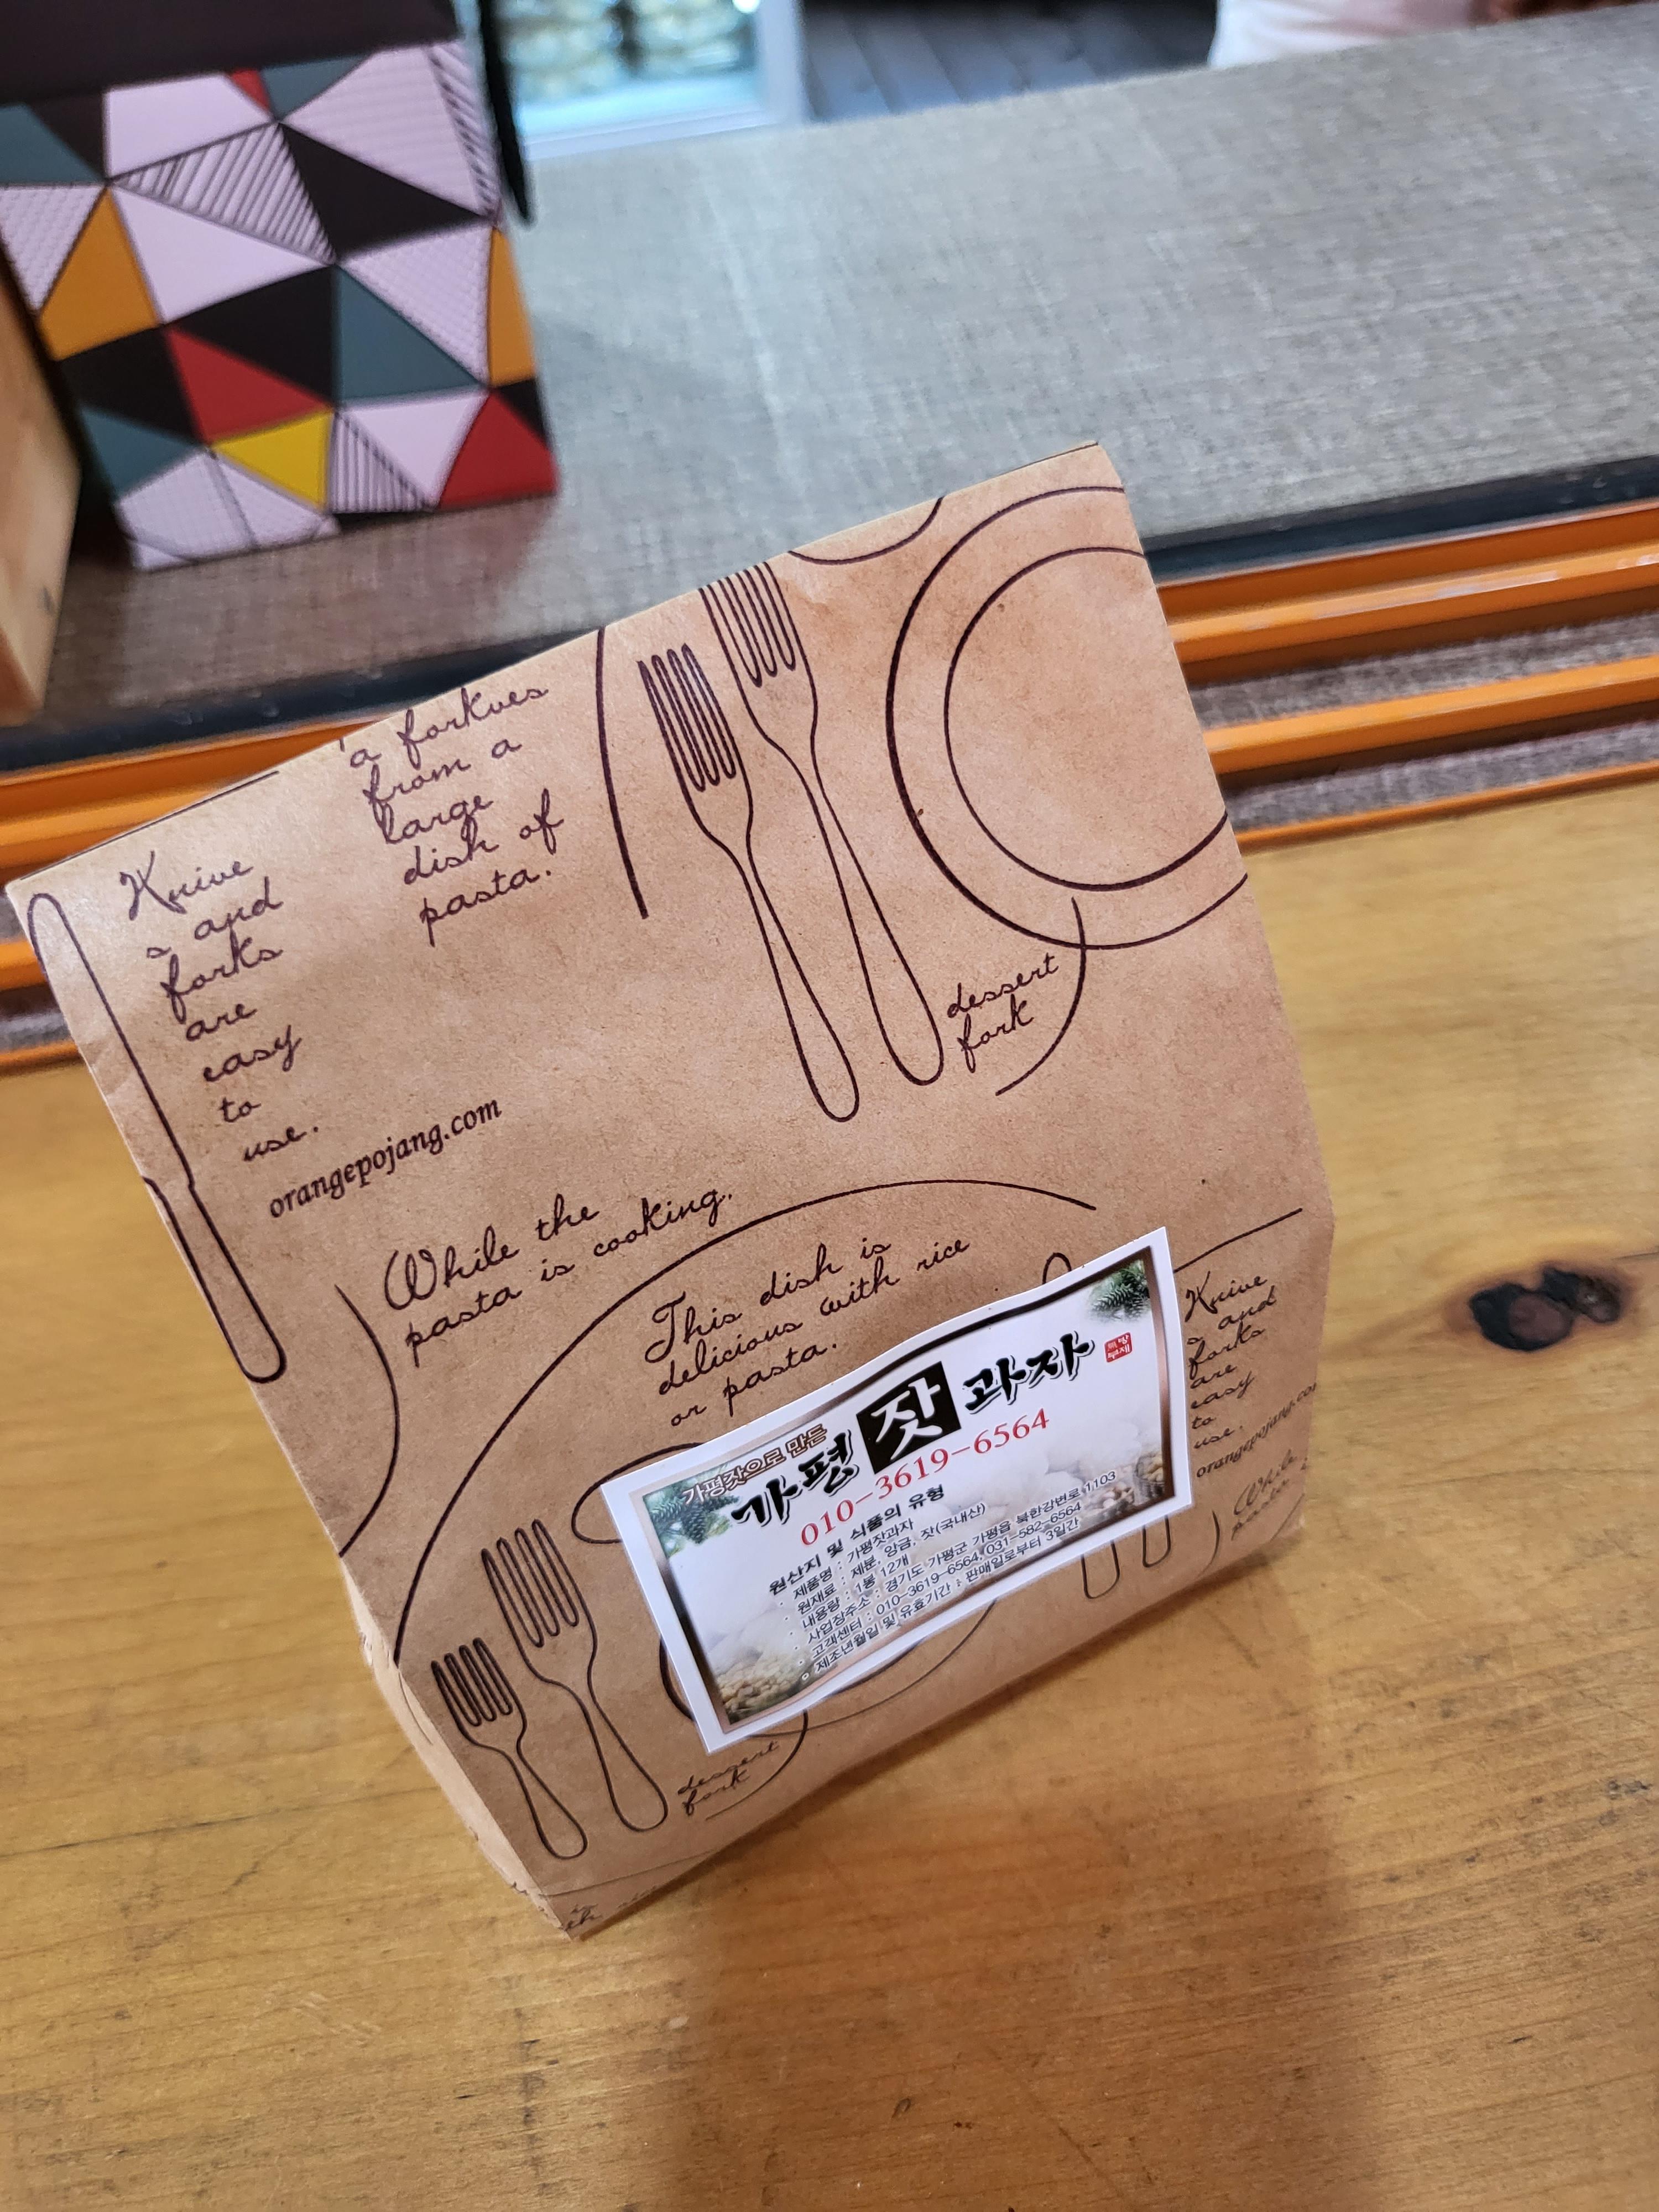 a forkves
from a
large
dish of
pasta.
Knive
s and
forks
are
easy
to
use.
orangepojang.com
dessert
fork
While the
pasta is cooking.
This dish is
delicious with rice
or pasta.
가평잣으로 만든
가평 잣 과자
010-3619-6564
원산지 및 식품의 유형
· 제품명 : 가평잣과자
· 원재료 : 제분, 앙금, 잣(국내산)
· 내용량 : 1봉 12개
· 사업장주소 : 경기도 가평군 가평읍 북한강변로 1103
· 고객센터 : 010-3619-6564, 031-582-6564
· 제조년월일 및 유효기간 : 판매일로부터 3일간
Knive
s and
forks
are
easy
to
use.
orangepojang.co
While
dessert
fork